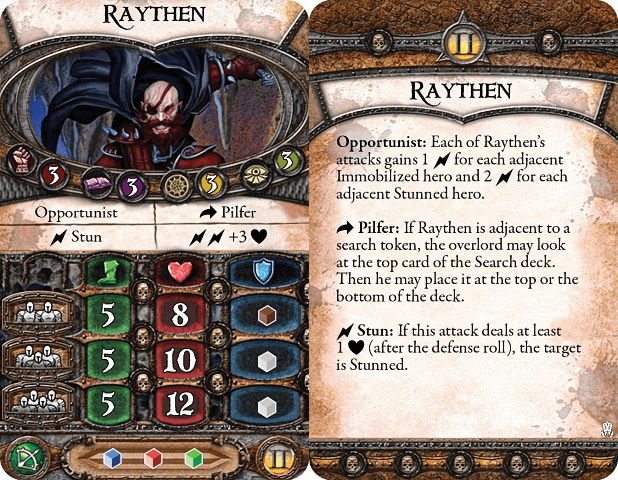 RAYTHEN
3
3
3
3
Opportunist
Pilfer
Stun
+3
5 8
5 10
5 12
II
II
RAYTHEN
Opportunist: Each of Raythen's
attacks gains 1 for each adjacent
Immobilized hero and 2 for each
adjacent Stunned hero.
Pilfer: If Raythen is adjacent to a
search token, the overlord may look
at the top card of the Search deck.
Then he may place it at the top or the
bottom of the deck.
Stun: If this attack deals at least
1 (after the defense roll), the target
is Stunned.